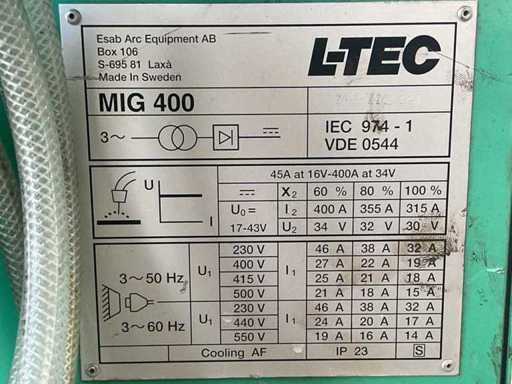 Esab Arc Equipment AB
Box 106
S-695 81 Laxà
Made In Sweden
L-TEC
MIG 400
3~
IEC 974-1
VDE 0544
45A at 16V-400A at 34V
U
I
X2 60 % 80 % 100 %
U0= I2 400 A 355 A 315 A
17-43V U2 34 V 32 V 30 V
3~50 Hz U1 I1
230 V 46 A 38 A 32 A
400 V 27 A 22 A 19 A
415 V 25 A 21 A 18 A
500 V 21 A 18 A 15 A
3~60 Hz U1 I1
230 V 46 A 38 A 32 A
440 V 24 A 20 A 17 A
550 V 19 A 16 A 14 A
Cooling AF IP 23 S